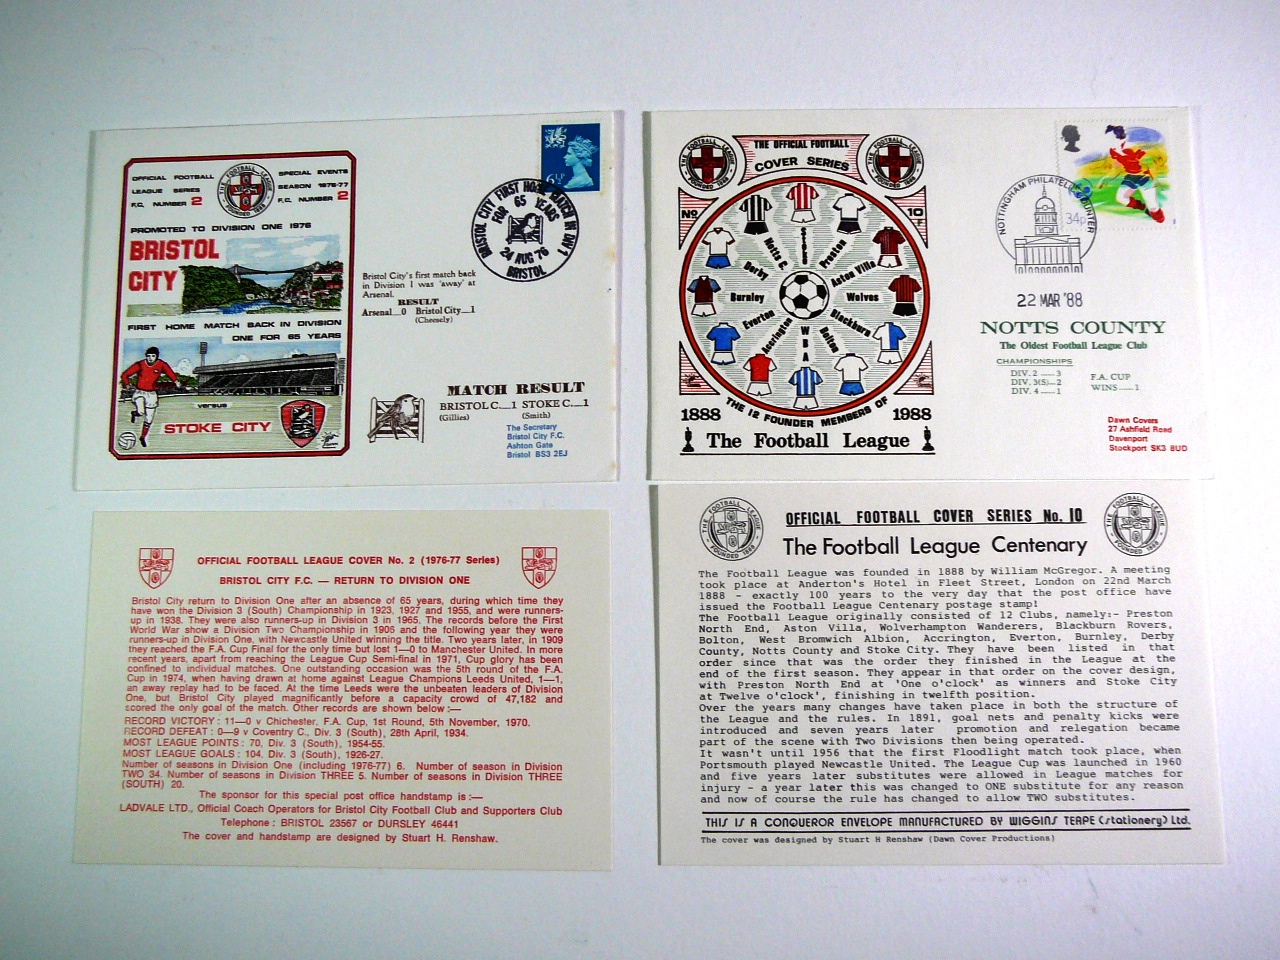 OFFICIAL FOOTBALL
LEAGUE SERIES
F.C. NUMBER 2
THE FOOTBALL LEAGUE
FOUNDED 1888
SPECIAL EVENTS
SEASON 1976-77
F.C. NUMBER 2
PROMOTED TO DIVISION ONE 1976
BRISTOL
CITY
FIRST HOME MATCH BACK IN DIVISION
ONE FOR 65 YEARS
versus
STOKE CITY
6½P
BRISTOL CITY FIRST HOME MATCH IN DIV 1
FOR 65 YEARS
24 AUG 76
BRISTOL
Bristol City's first match back
in Division 1 was 'away' at
Arsenal.
RESULT
Arsenal__0 Bristol City__1
(Cheesely)
MATCH RESULT
BRISTOL C.__1 STOKE C.__1
(Gillies) (Smith)
The Secretary
Bristol City F.C.
Ashton Gate
Bristol BS3 2EJ
THE OFFICIAL FOOTBALL
COVER SERIES
THE FOOTBALL LEAGUE
THE FOOTBALL LEAGUE
No
10
Stoke
Preston
Aston Villa
Wolves
Blackburn
Bolton
W B A
Accrington
Everton
Burnley
Derby
Notts C.
THE 12 FOUNDER MEMBERS OF
1888 1988
The Football League
34p
NOTTINGHAM PHILATELIC COUNTER
22 MAR '88
NOTTS COUNTY
The Oldest Football League Club
CHAMPIONSHIPS
DIV. 2 __ 3
DIV. 3(S)__2
DIV. 4 __ 1
F.A. CUP
WINS __1
Dawn Covers
27 Ashfield Road
Davenport
Stockport SK3 8UD
OFFICIAL FOOTBALL LEAGUE COVER No. 2 (1976-77 Series)
BRISTOL CITY F.C. — RETURN TO DIVISION ONE
Bristol City return to Division One after an absence of 65 years, during which time they
have won the Division 3 (South) Championship in 1923, 1927 and 1955, and were runners-
up in 1938. They were also runners-up in Division 3 in 1965. The records before the First
World War show a Division Two Championship in 1906 and the following year they were
runners-up in Division One, with Newcastle United winning the title. Two years later, in 1909
they reached the F.A. Cup Final for the only time but lost 1—0 to Manchester United. In more
recent years, apart from reaching the League Cup Semi-final in 1971, Cup glory has been
confined to individual matches. One outstanding occasion was the 5th round of the F.A.
Cup in 1974, when having drawn at home against League Champions Leeds United, 1—1,
an away replay had to be faced. At the time Leeds were the unbeaten leaders of Division
One, but Bristol City played magnificently before a capacity crowd of 47,182 and
scored the only goal of the match. Other records are shown below :—
RECORD VICTORY : 11—0 v Chichester, F.A. Cup, 1st Round, 5th November, 1970.
RECORD DEFEAT : 0—9 v Coventry C., Div. 3 (South), 28th April, 1934.
MOST LEAGUE POINTS : 70, Div. 3 (South), 1954-55.
MOST LEAGUE GOALS : 104, Div. 3 (South), 1926-27.
Number of seasons in Division One (including 1976-77) 6. Number of season in Division
TWO 34. Number of seasons in Division THREE 5. Number of seasons in Division THREE
(SOUTH) 20.
The sponsor for this special post office handstamp is :—
LADVALE LTD., Official Coach Operators for Bristol City Football Club and Supporters Club
Telephone : BRISTOL 23567 or DURSLEY 46441
The cover and handstamp are designed by Stuart H. Renshaw.
THE FOOTBALL LEAGUE
FOUNDED 1888
OFFICIAL FOOTBALL COVER SERIES No. 10
The Football League Centenary
THE FOOTBALL LEAGUE
FOUNDED 1888
The Football League was founded in 1888 by William McGregor. A meeting
took place at Anderton's Hotel in Fleet Street, London on 22nd March
1888 - exactly 100 years to the very day that the post office have
issued the Football League Centenary postage stamp!
The Football League originally consisted of 12 Clubs, namely:- Preston
North End, Aston Villa, Wolverhampton Wanderers, Blackburn Rovers,
Bolton, West Bromwich Albion, Accrington, Everton, Burnley, Derby
County, Notts County and Stoke City. They have been listed in that
order since that was the order they finished in the League at the
end of the first season. They appear in that order on the cover design,
with Preston North End at 'One o'clock' as winners and Stoke City
at Twelve o'clock', finishing in twelfth position.
Over the years many changes have taken place in both the structure of
the League and the rules. In 1891, goal nets and penalty kicks were
introduced and seven years later promotion and relegation became
part of the scene with Two Divisions then being operated.
It wasn't until 1956 that the first Floodlight match took place, when
Portsmouth played Newcastle United. The League Cup was launched in 1960
and five years later substitutes were allowed in League matches for
injury - a year later this was changed to ONE substitute for any reason
and now of course the rule has changed to allow TWO substitutes.
THIS IS A CONQUEROR ENVELOPE MANUFACTURED BY WIGGINS TEAPE (stationery) Ltd.
The cover was designed by Stuart H Renshaw (Dawn Cover Productions)